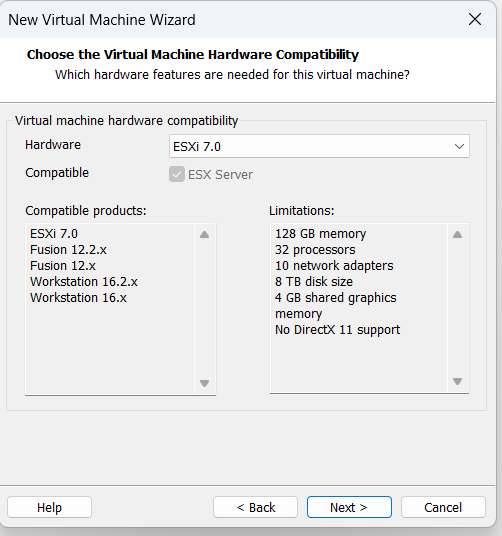 New Virtual Machine Wizard
Choose the Virtual Machine Hardware Compatibility
Which hardware features are needed for this virtual machine?
Virtual machine hardware compatibility
Hardware
ESXi 7.0
Compatible
ESX Server
Compatible products:
ESXi 7.0
Fusion 12.2.x
Fusion 12.x
Workstation 16.2.x
Workstation 16.x
Limitations:
128 GB memory
32 processors
10 network adapters
8 TB disk size
4 GB shared graphics
memory
No DirectX 11 support
Help
< Back
Next >
Cancel